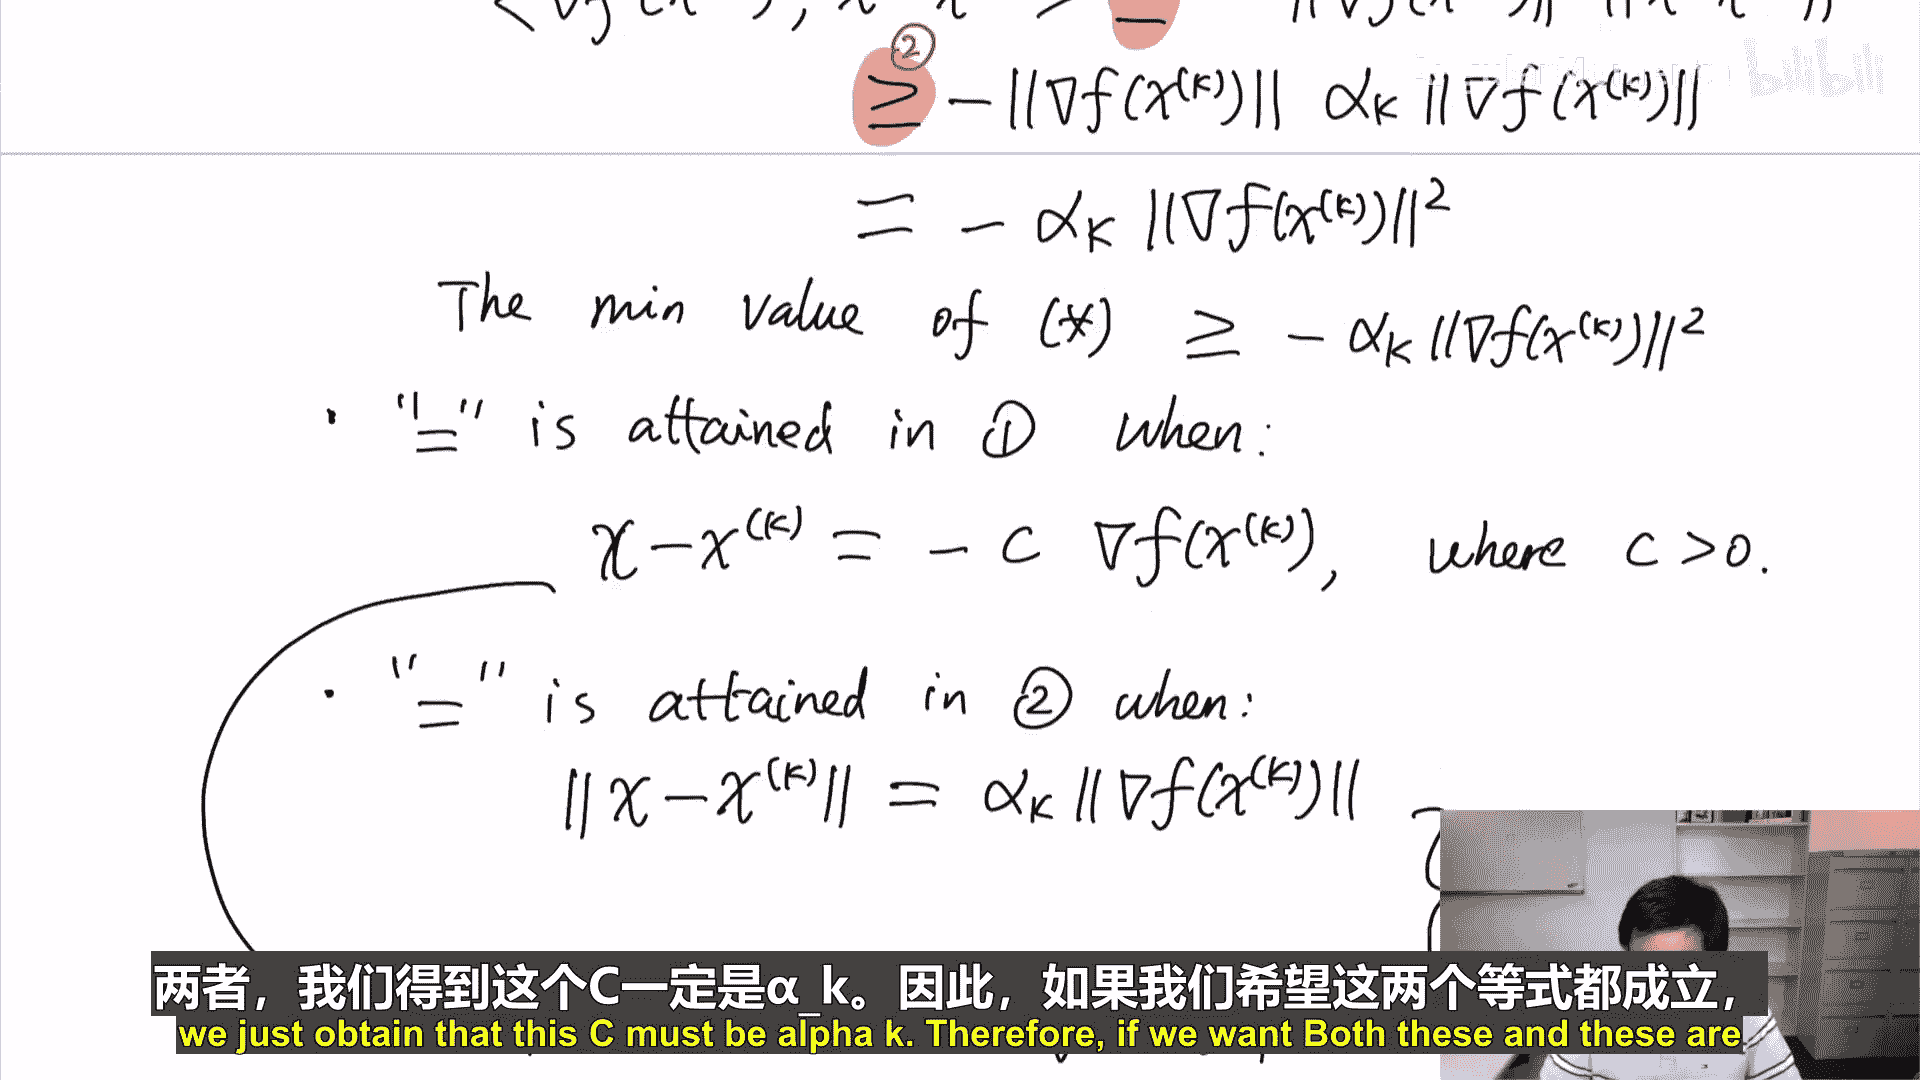 ②
≥ - ||∇f(x^(k))|| α_k ||∇f(x^(k))||
bilibili
= - α_k ||∇f(x^(k))||²
The min value of (*) ≥ - α_k ||∇f(x^(k))||²
· "=" is attained in ① when:
x - x^(k) = - c ∇f(x^(k)), where c > 0.
· "=" is attained in ② when:
||x - x^(k)|| = α_k ||∇f(x^(k))||
两者，我们得到这个C一定是α_k。因此，如果我们希望这两个等式都成立，
we just obtain that this C must be alpha k. Therefore, if we want Both these and these are